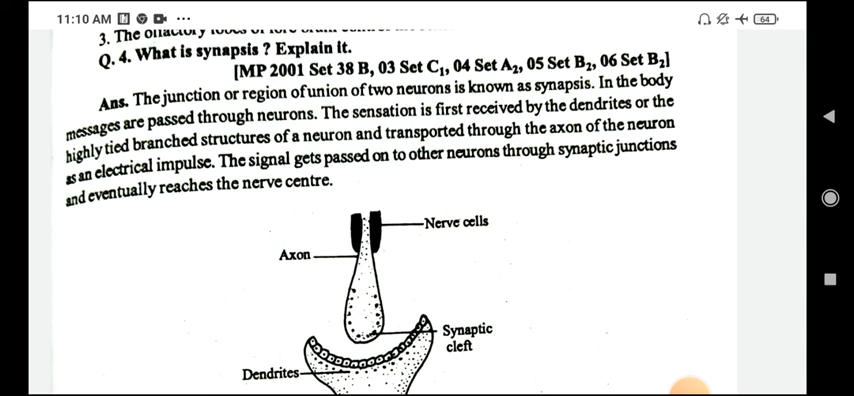 11:10 AM
64
3. The
Q. 4. What is synapsis ? Explain it.
[MP 2001 Set 38 B, 03 Set C₁, 04 Set A₂, 05 Set B₂, 06 Set B₂]
Ans. The junction or region of union of two neurons is known as synapsis. In the body
messages are passed through neurons. The sensation is first received by the dendrites or the
highly tied branched structures of a neuron and transported through the axon of the neuron
as an electrical impulse. The signal gets passed on to other neurons through synaptic junctions
and eventually reaches the nerve centre.
Nerve cells
Axon
Synaptic
cleft
Dendrites